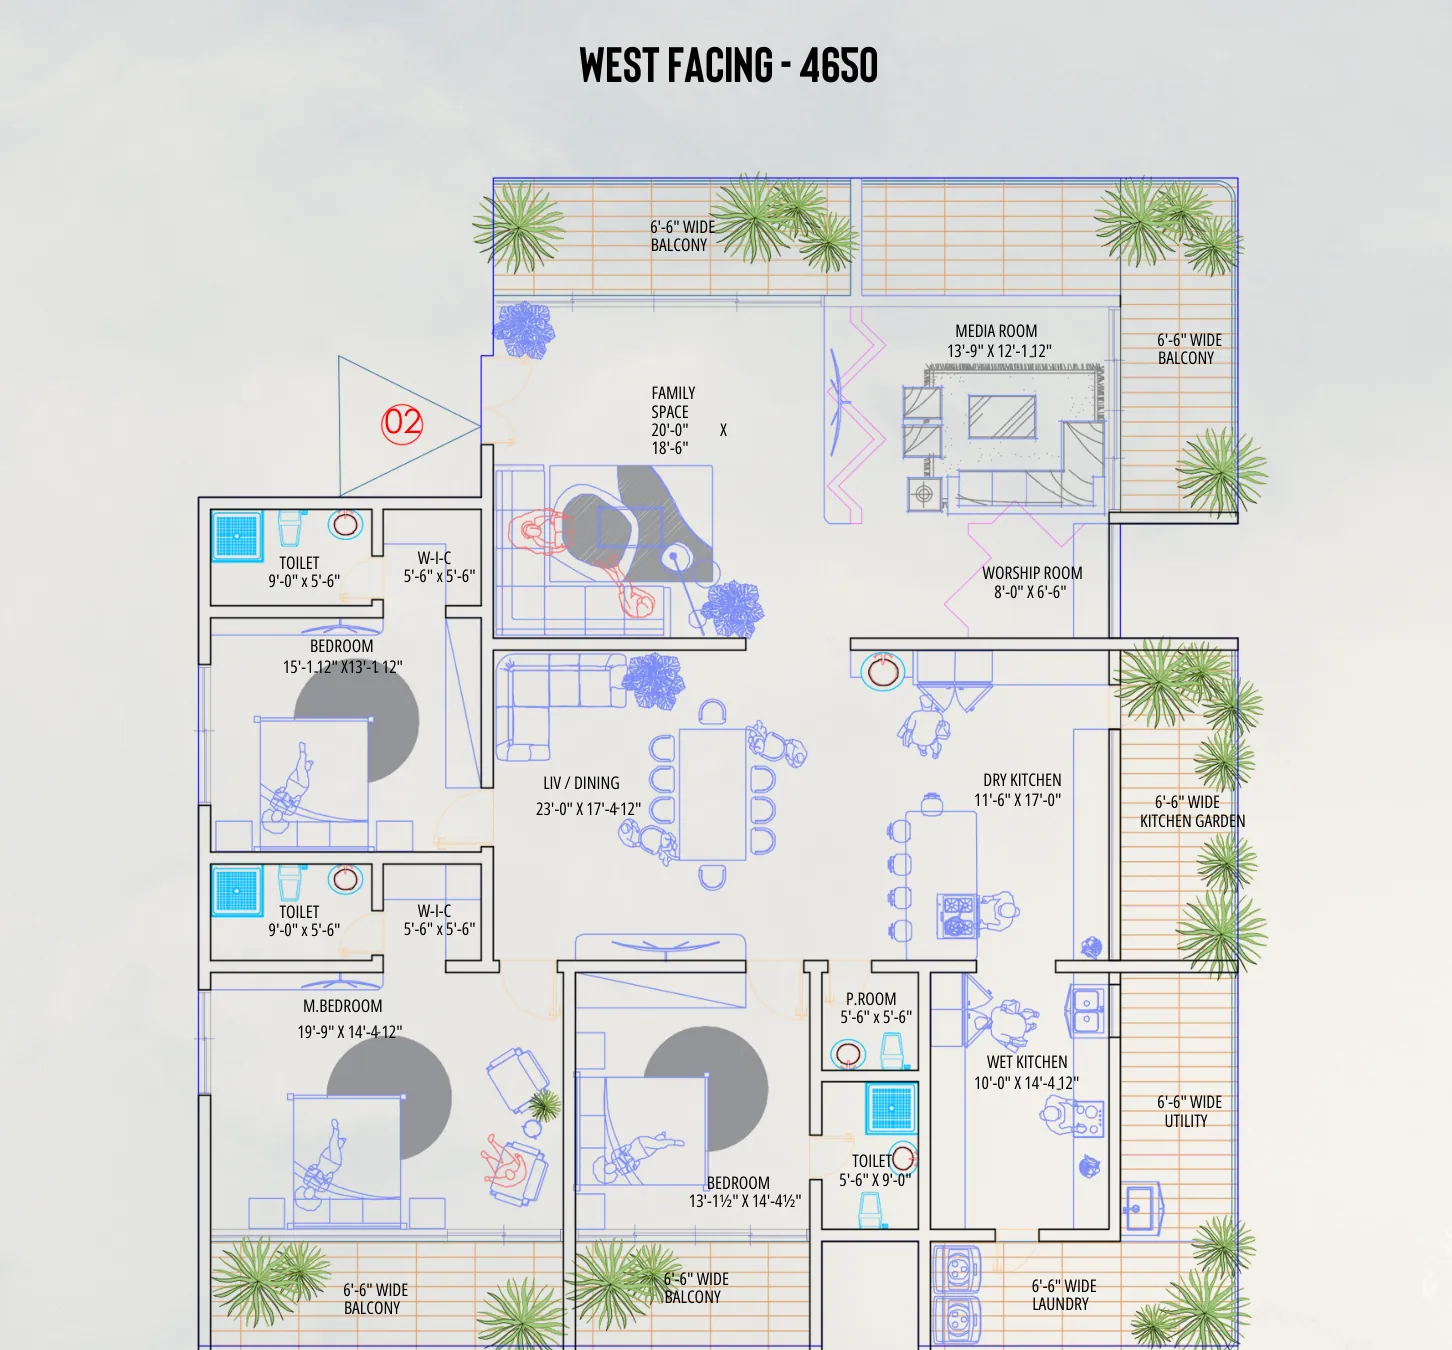 WEST FACING - 4650
6'-6" WIDE
BALCONY
MEDIA ROOM
13'-9" X 12'-1.12"
6'-6" WIDE
BALCONY
FAMILY
SPACE
20'-0" X
18'-6"
02
TOILET
9'-0" x 5'-6"
W-I-C
5'-6" x 5'-6"
WORSHIP ROOM
8'-0" X 6'-6"
BEDROOM
15'-1.12" X13'-1.12"
LIV / DINING
23'-0" X 17'-4.12"
DRY KITCHEN
11'-6" X 17'-0"
6'-6" WIDE
KITCHEN GARDEN
TOILET
9'-0" x 5'-6"
W-I-C
5'-6" x 5'-6"
M.BEDROOM
19'-9" X 14'-4.12"
P.ROOM
5'-6" x 5'-6"
WET KITCHEN
10'-0" X 14'-4.12"
6'-6" WIDE
UTILITY
TOILET
5'-6" X 9'-0"
BEDROOM
13'-1½" X 14'-4½"
6'-6" WIDE
BALCONY
6'-6" WIDE
BALCONY
6'-6" WIDE
LAUNDRY